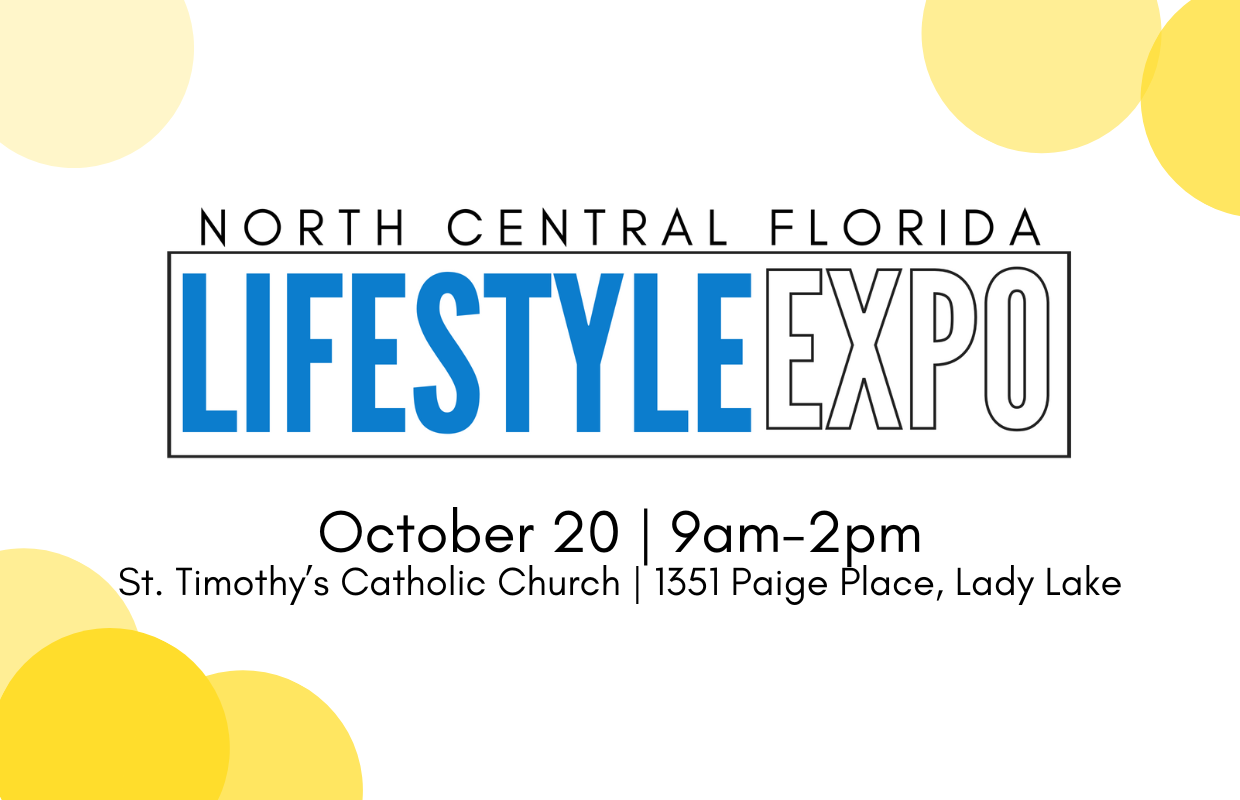 NORTH CENTRAL FLORIDA
LIFESTYLE EXPO
October 20 | 9am-2pm
St. Timothy’s Catholic Church | 1351 Paige Place, Lady Lake